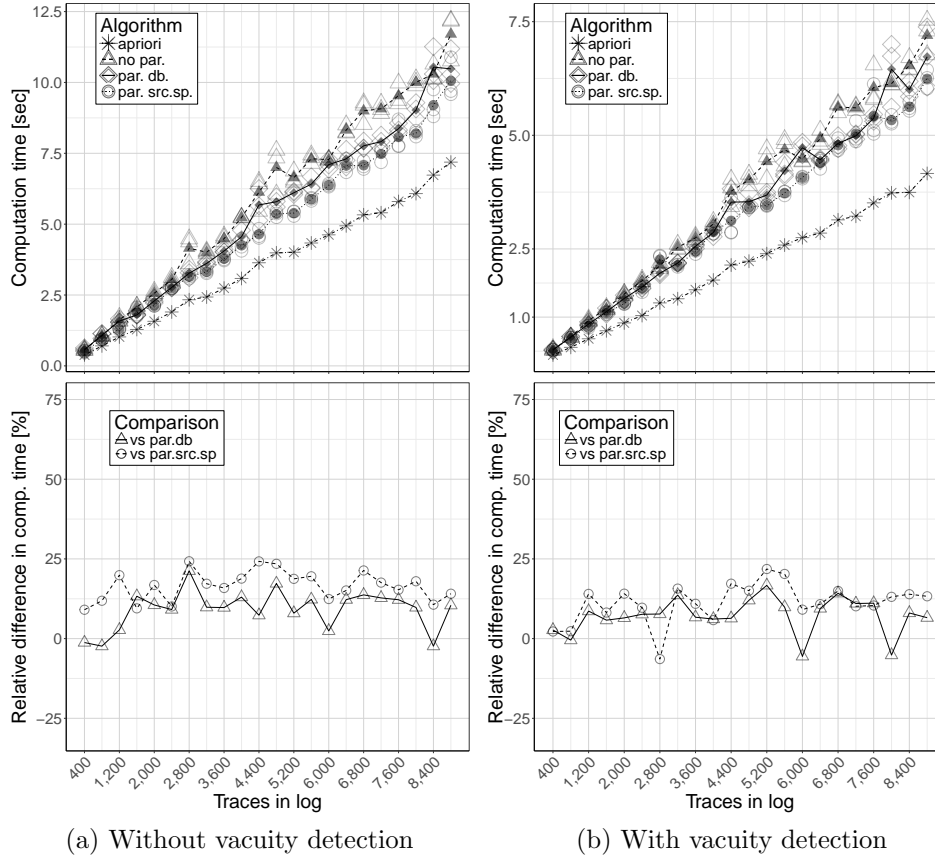 Computation time [sec]
12.5
10.0
7.5
5.0
2.5
0.0
Algorithm
apriori
no par.
par. db.
par. src.sp.
Computation time [sec]
7.5
5.0
2.5
1.0
Algorithm
apriori
no par.
par. db.
par. src.sp.
Relative difference in comp. time [%]
75
50
25
0
−25
Comparison
vs par.db
vs par.src.sp
400
1,200
2,000
2,800
3,600
4,400
5,200
6,000
6,800
7,600
8,400
Traces in log
Relative difference in comp. time [%]
75
50
25
0
−25
Comparison
vs par.db
vs par.src.sp
400
1,200
2,000
2,800
3,600
4,400
5,200
6,000
6,800
7,600
8,400
Traces in log
(a) Without vacuity detection
(b) With vacuity detection